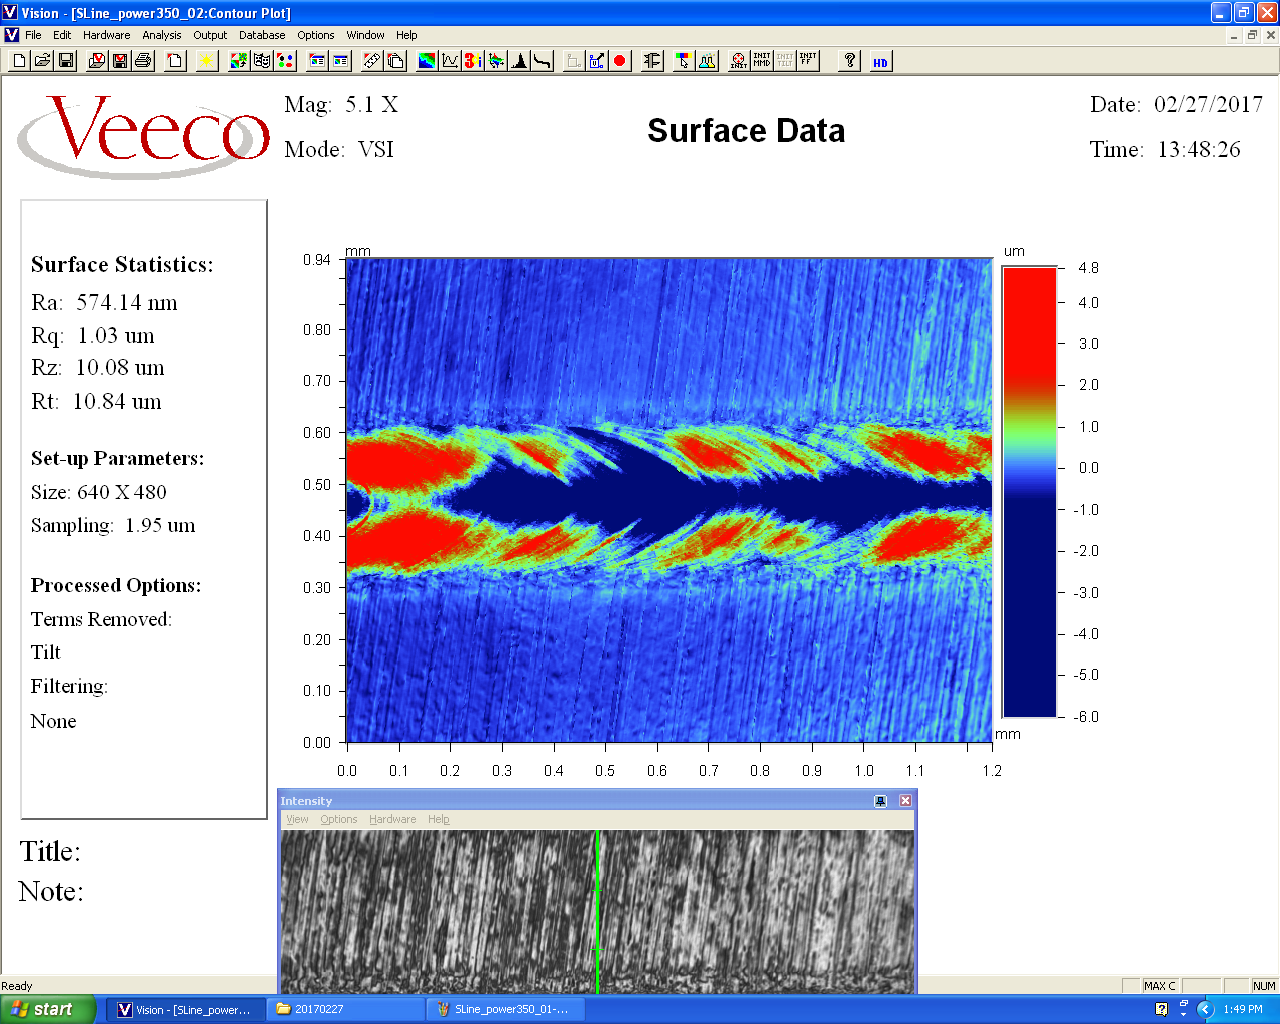 Vision - [SLine_power350_02:Contour Plot]
File Edit Hardware Analysis Output Database Options Window Help
INIT INIT MMD INIT TILT INIT FF ? HD
Veeco
Mag: 5.1 X
Mode: VSI
Surface Data
Date: 02/27/2017
Time: 13:48:26
Surface Statistics:
Ra: 574.14 nm
Rq: 1.03 um
Rz: 10.08 um
Rt: 10.84 um
Set-up Parameters:
Size: 640 X 480
Sampling: 1.95 um
Processed Options:
Terms Removed:
Tilt
Filtering:
None
Title:
Note:
mm
0.94
0.80
0.70
0.60
0.50
0.40
0.30
0.20
0.10
0.00
0.0 0.1 0.2 0.3 0.4 0.5 0.6 0.7 0.8 0.9 1.0 1.1 1.2
mm
um
4.8
4.0
3.0
2.0
1.0
0.0
-1.0
-2.0
-3.0
-4.0
-5.0
-6.0
Intensity
View Options Hardware Help
Ready
MAX C
NUM
start
Vision - [SLine_power...
20170227
SLine_power350_01-...
1:49 PM